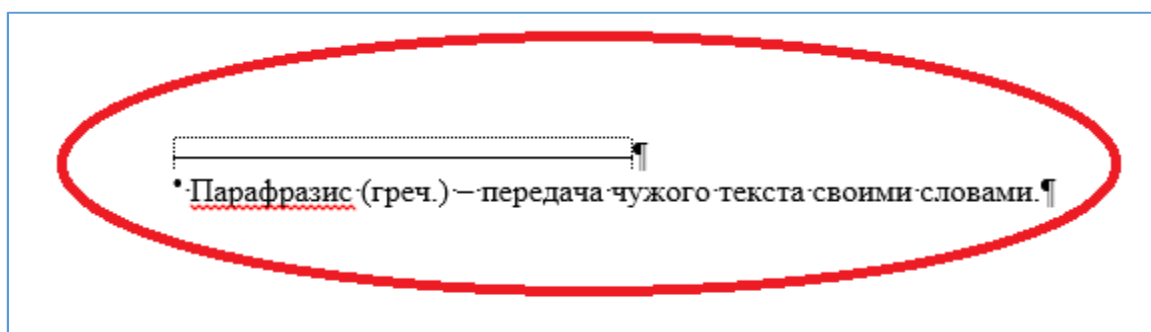 ¶
• Парафразис (греч.) – передача чужого текста своими словами.¶